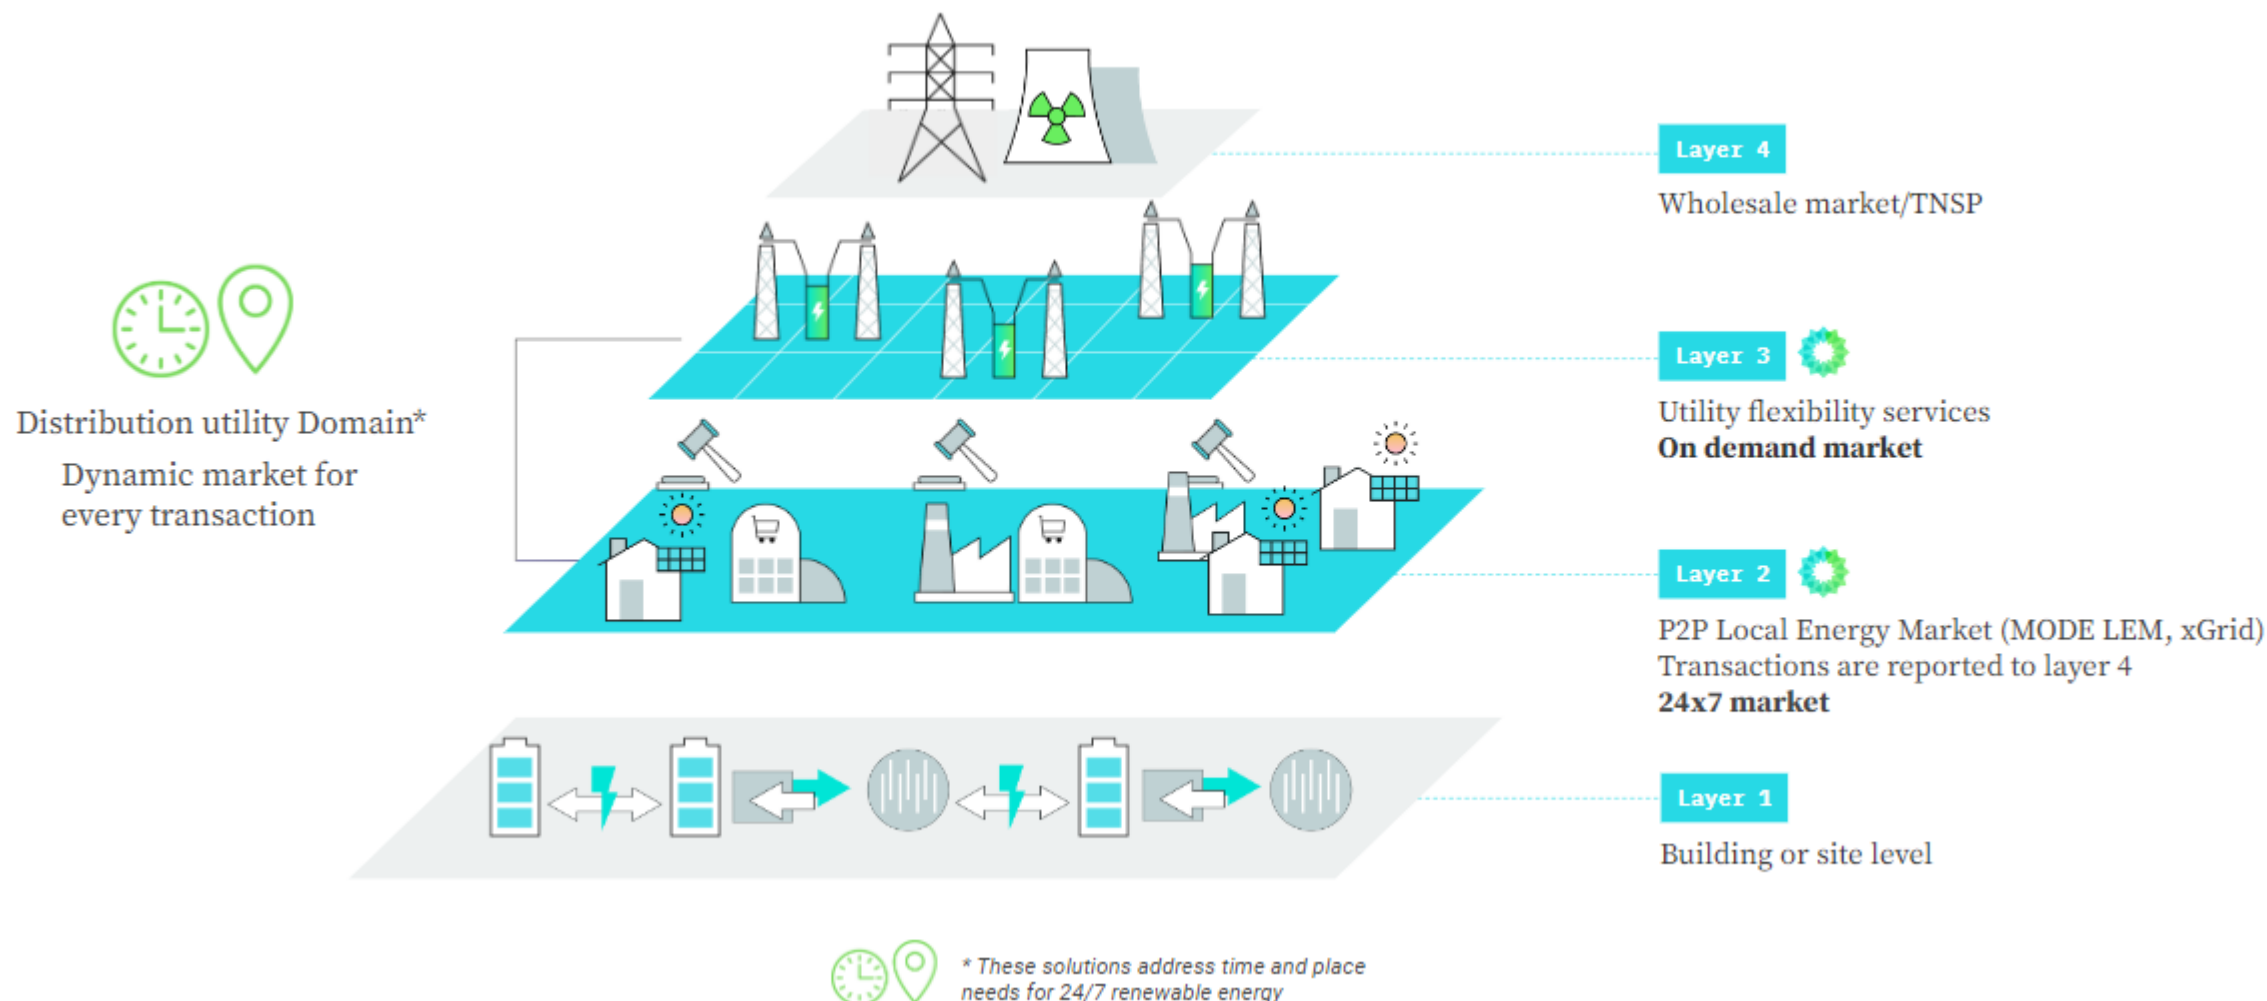 Layer 4
Wholesale market/TNSP
Distribution utility Domain*
Dynamic market for
every transaction
Layer 3
Utility flexibility services
On demand market
Layer 2
P2P Local Energy Market (MODE LEM, xGrid)
Transactions are reported to layer 4
24x7 market
Layer 1
Building or site level
* These solutions address time and place
needs for 24/7 renewable energy